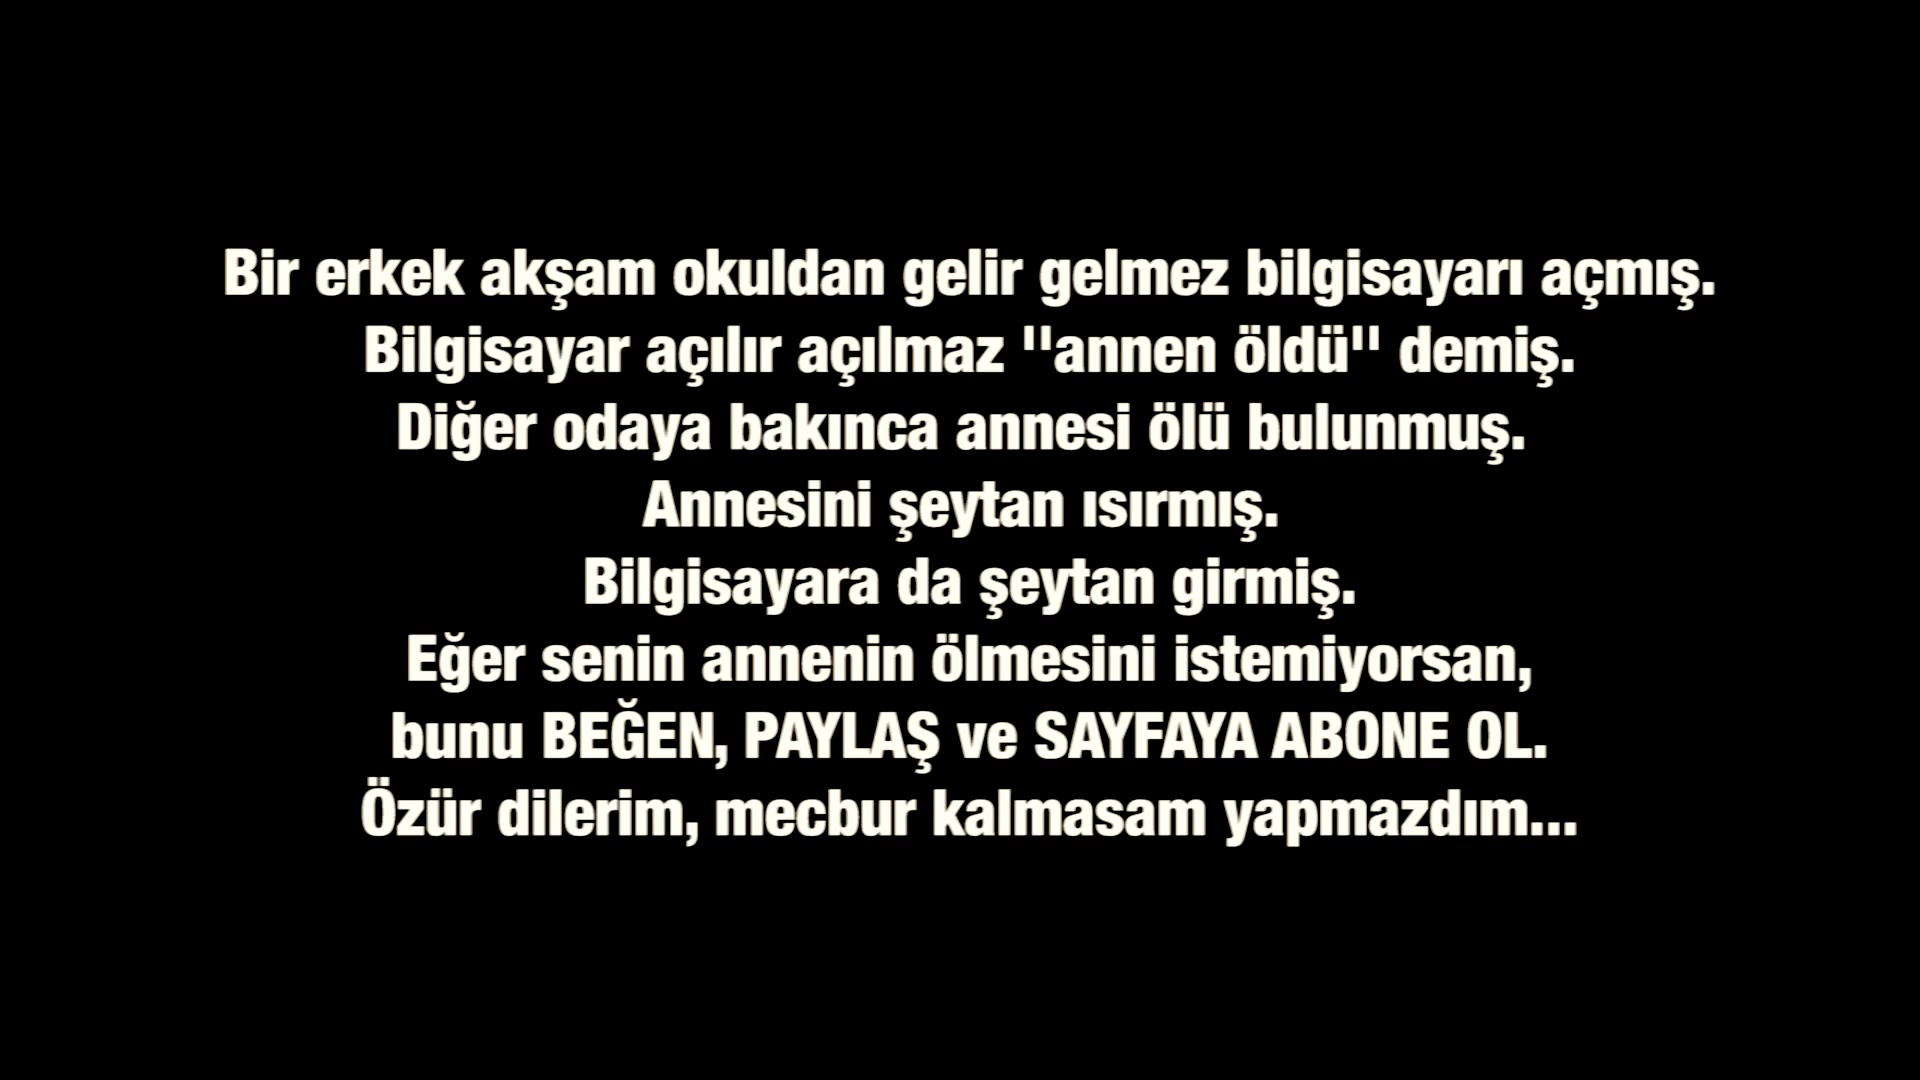 Bir erkek akşam okuldan gelir gelmez bilgisayarı açmış.
Bilgisayar açılır açılmaz "annen öldü" demiş.
Diğer odaya bakınca annesi ölü bulunmuş.
Annesini şeytan ısırmış.
Bilgisayara da şeytan girmiş.
Eğer senin annenin ölmesini istemiyorsan,
bunu BEĞEN, PAYLAŞ ve SAYFAYA ABONE OL.
Özür dilerim, mecbur kalmasam yapmazdım...